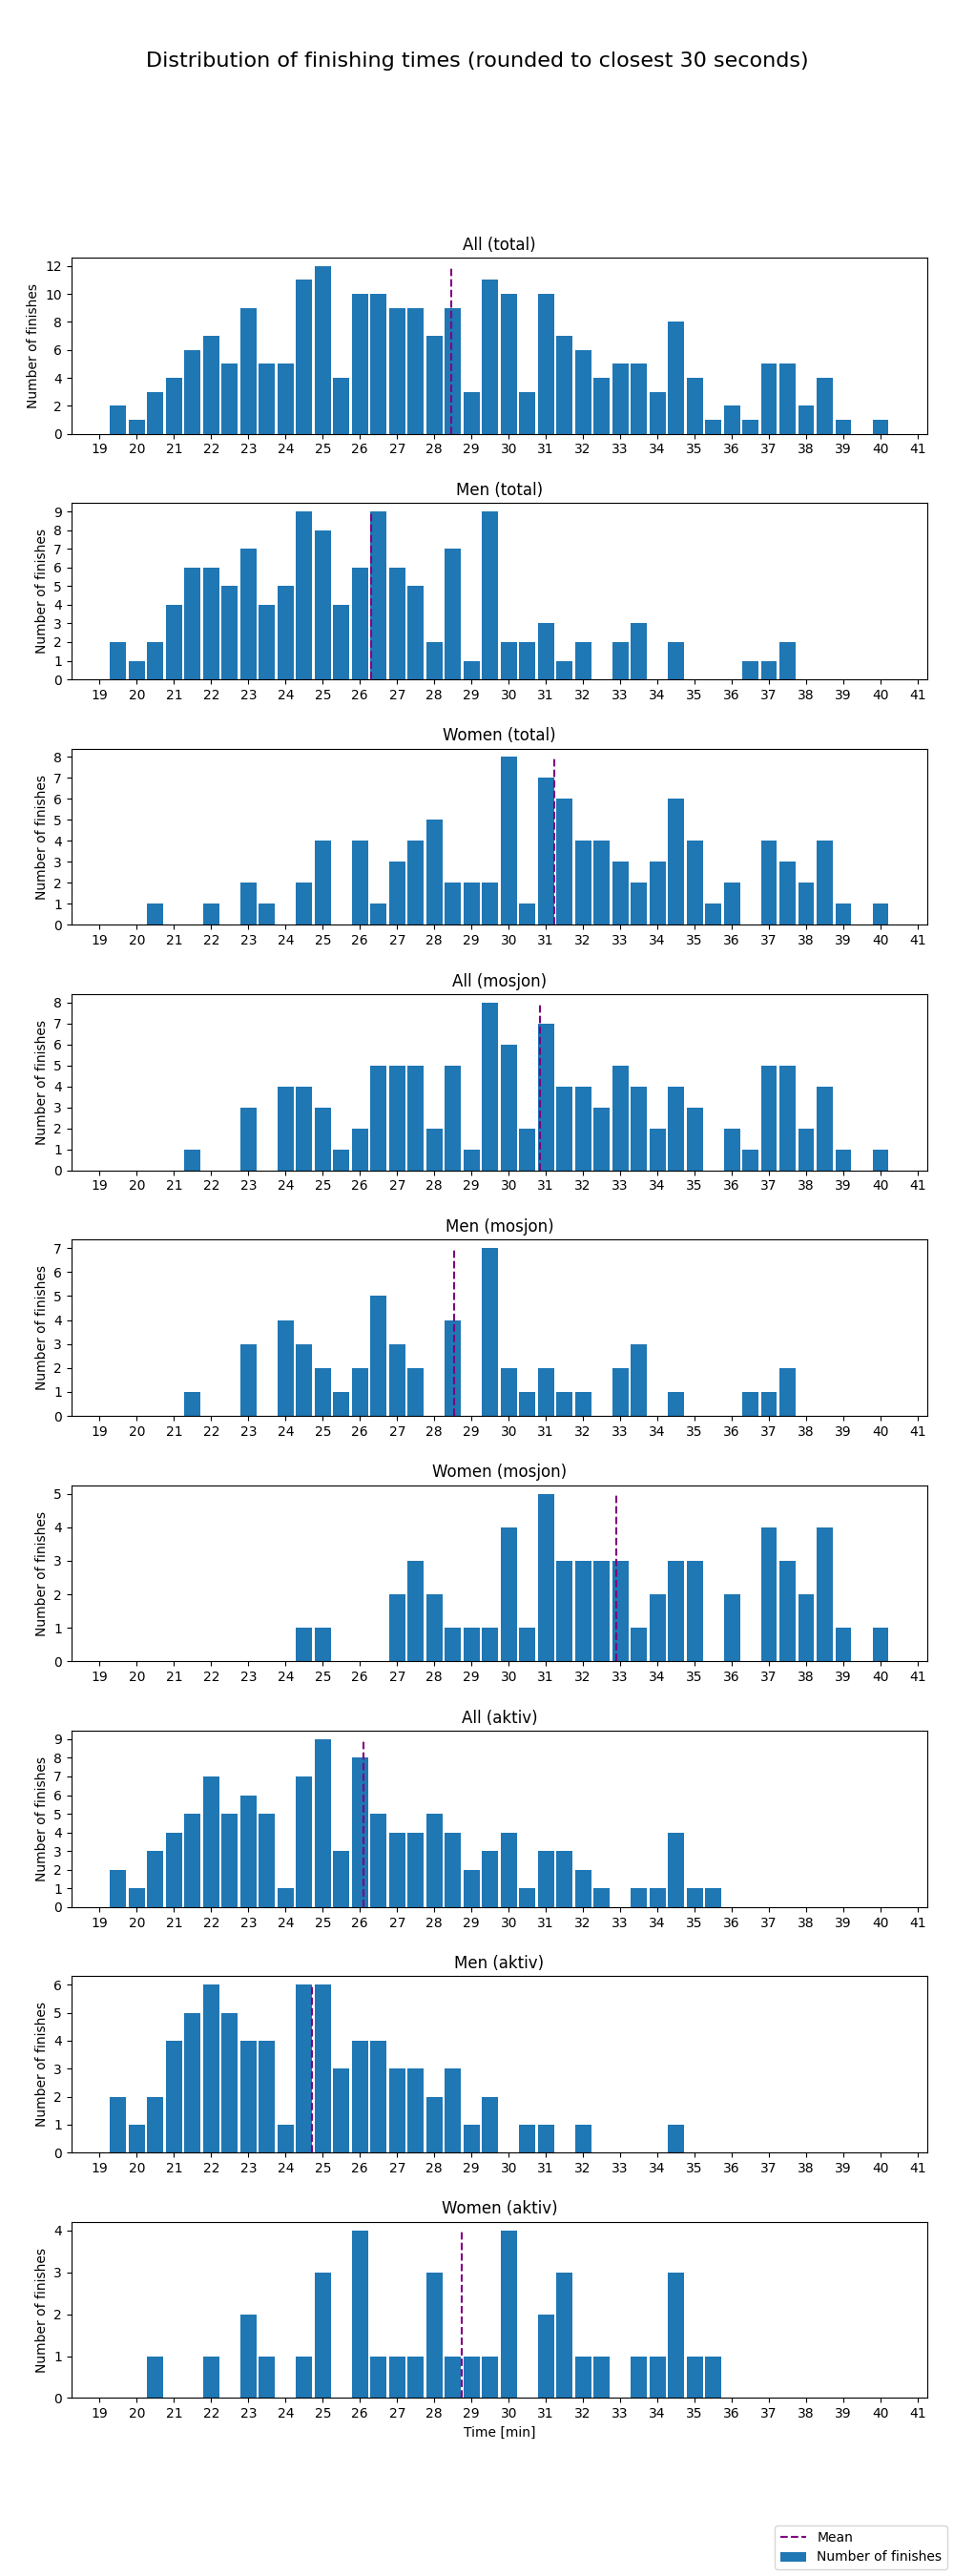 Distribution of finishing times (rounded to closest 30 seconds)
All (total)
Number of finishes
12
10
8
6
4
2
0
19 20 21 22 23 24 25 26 27 28 29 30 31 32 33 34 35 36 37 38 39 40 41
Men (total)
Number of finishes
9
8
7
6
5
4
3
2
1
0
19 20 21 22 23 24 25 26 27 28 29 30 31 32 33 34 35 36 37 38 39 40 41
Women (total)
Number of finishes
8
7
6
5
4
3
2
1
0
19 20 21 22 23 24 25 26 27 28 29 30 31 32 33 34 35 36 37 38 39 40 41
All (mosjon)
Number of finishes
8
7
6
5
4
3
2
1
0
19 20 21 22 23 24 25 26 27 28 29 30 31 32 33 34 35 36 37 38 39 40 41
Men (mosjon)
Number of finishes
7
6
5
4
3
2
1
0
19 20 21 22 23 24 25 26 27 28 29 30 31 32 33 34 35 36 37 38 39 40 41
Women (mosjon)
Number of finishes
5
4
3
2
1
0
19 20 21 22 23 24 25 26 27 28 29 30 31 32 33 34 35 36 37 38 39 40 41
All (aktiv)
Number of finishes
9
8
7
6
5
4
3
2
1
0
19 20 21 22 23 24 25 26 27 28 29 30 31 32 33 34 35 36 37 38 39 40 41
Men (aktiv)
Number of finishes
6
5
4
3
2
1
0
19 20 21 22 23 24 25 26 27 28 29 30 31 32 33 34 35 36 37 38 39 40 41
Women (aktiv)
Number of finishes
4
3
2
1
0
19 20 21 22 23 24 25 26 27 28 29 30 31 32 33 34 35 36 37 38 39 40 41
Time [min]
Mean
Number of finishes